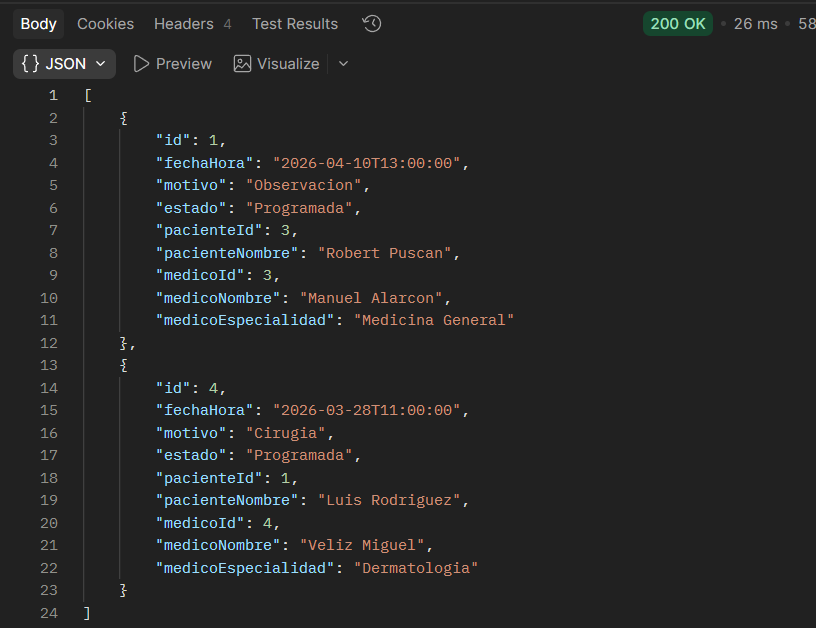 Body Cookies Headers 4 Test Results 200 OK • 26 ms • 58
{} JSON Preview Visualize
1 [
2 {
3 "id": 1,
4 "fechaHora": "2026-04-10T13:00:00",
5 "motivo": "Observacion",
6 "estado": "Programada",
7 "pacienteId": 3,
8 "pacienteNombre": "Robert Puscan",
9 "medicoId": 3,
10 "medicoNombre": "Manuel Alarcon",
11 "medicoEspecialidad": "Medicina General"
12 },
13 {
14 "id": 4,
15 "fechaHora": "2026-03-28T11:00:00",
16 "motivo": "Cirugia",
17 "estado": "Programada",
18 "pacienteId": 1,
19 "pacienteNombre": "Luis Rodriguez",
20 "medicoId": 4,
21 "medicoNombre": "Veliz Miguel",
22 "medicoEspecialidad": "Dermatologia"
23 }
24 ]